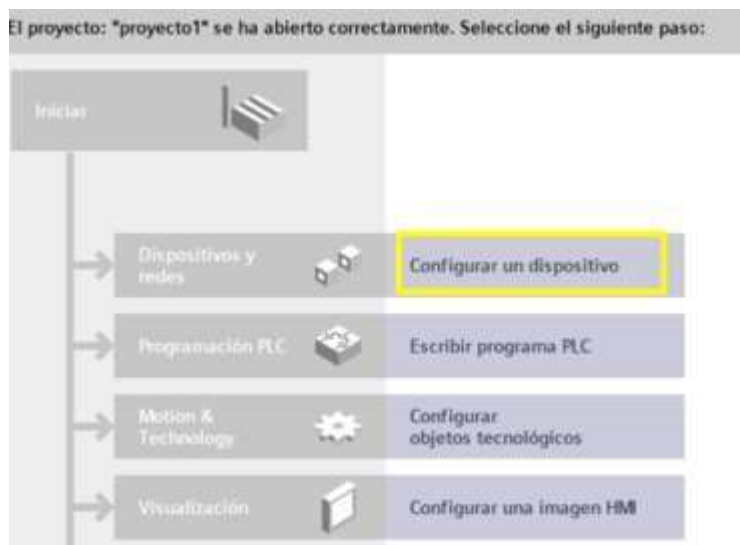 El proyecto: "proyecto1" se ha abierto correctamente. Seleccione el siguiente paso:
Iniciar
Dispositivos y
redes
Configurar un dispositivo
Programación PLC
Escribir programa PLC
Motion &
Technology
Configurar
objetos tecnológicos
Visualización
Configurar una imagen HMI